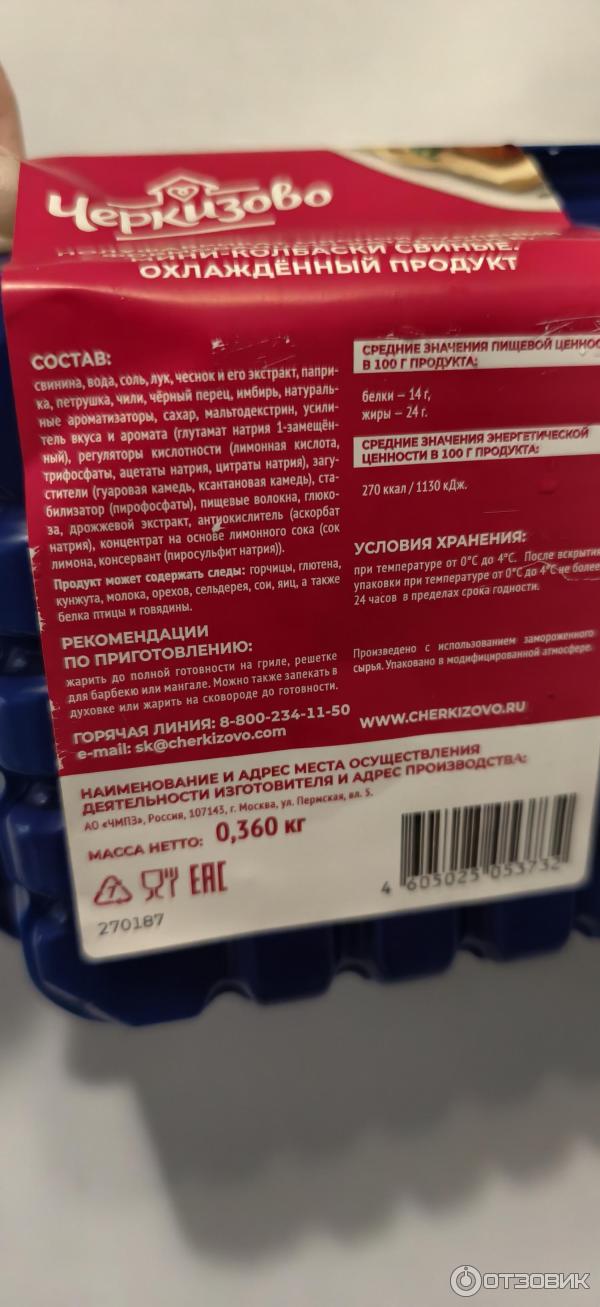 Черкизово
МИНИ-КОЛБАСКИ СВИНЫЕ.
ОХЛАЖДЁННЫЙ ПРОДУКТ
СОСТАВ:
свинина, вода, соль, лук, чеснок и его экстракт, папри-
ка, петрушка, чили, чёрный перец, имбирь, натураль-
ные ароматизаторы, сахар, мальтодекстрин, усили-
тель вкуса и аромата (глутамат натрия 1-замещён-
ный), регуляторы кислотности (лимонная кислота,
трифосфаты, ацетаты натрия, цитраты натрия), загу-
стители (гуаровая камедь, ксантановая камедь), ста-
билизатор (пирофосфаты), пищевые волокна, глюко-
за, дрожжевой экстракт, антиокислитель (аскорбат
натрия), концентрат на основе лимонного сока (сок
лимона, консервант (пиросульфит натрия)).
Продукт может содержать следы: горчицы, глютена,
кунжута, молока, орехов, сельдерея, сои, яиц, а также
белка птицы и говядины.
РЕКОМЕНДАЦИИ
ПО ПРИГОТОВЛЕНИЮ:
жарить до полной готовности на гриле, решетке
для барбекю или мангале. Можно также запекать в
духовке или жарить на сковороде до готовности.
ГОРЯЧАЯ ЛИНИЯ: 8-800-234-11-50
e-mail: sk@cherkizovo.com
СРЕДНИЕ ЗНАЧЕНИЯ ПИЩЕВОЙ ЦЕННОС
В 100 Г ПРОДУКТА:
белки – 14 г,
жиры – 24 г.
СРЕДНИЕ ЗНАЧЕНИЯ ЭНЕРГЕТИЧЕСКОЙ
ЦЕННОСТИ В 100 Г ПРОДУКТА:
270 ккал / 1130 кДж.
УСЛОВИЯ ХРАНЕНИЯ:
при температуре от 0°С до 4°С. После вскрытия
упаковки при температуре от 0°С до 4°С не более
24 часов в пределах срока годности.
Произведено с использованием замороженного
сырья. Упаковано в модифицированной атмосфере.
WWW.CHERKIZOVO.RU
НАИМЕНОВАНИЕ И АДРЕС МЕСТА ОСУЩЕСТВЛЕНИЯ
ДЕЯТЕЛЬНОСТИ ИЗГОТОВИТЕЛЯ И АДРЕС ПРОИЗВОДСТВА:
АО «ЧМПЗ», Россия, 107143, г. Москва, ул. Пермская, вл. 5.
МАССА НЕТТО: 0,360 кг
7 EAC
270187
4 605025 053732
ОТЗОВИК